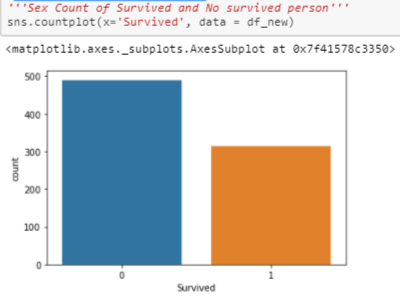 '''Sex Count of Survived and No survived person'''
sns.countplot(x='Survived', data = df_new)
<matplotlib.axes._subplots.AxesSubplot at 0x7f41578c3350>
500
400
300
200
100
0
count
0 1
Survived